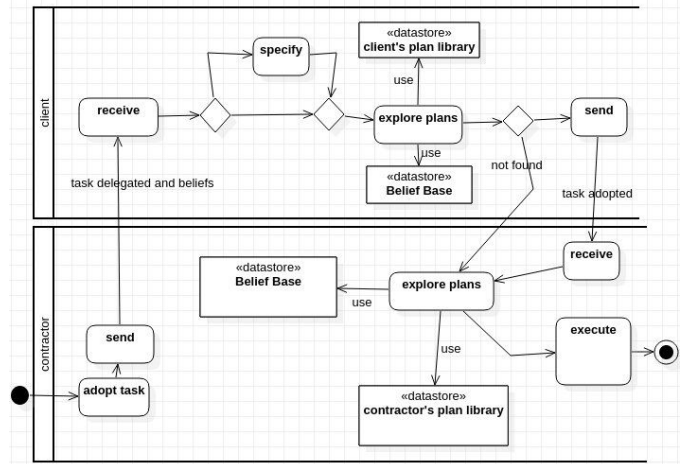 client
specify
«datastore»
client's plan library
use
receive
explore plans
send
use
not found
«datastore»
Belief Base
task delegated and beliefs
task adopted
contractor
«datastore»
Belief Base
receive
explore plans
use
send
execute
use
adopt task
«datastore»
contractor's plan library